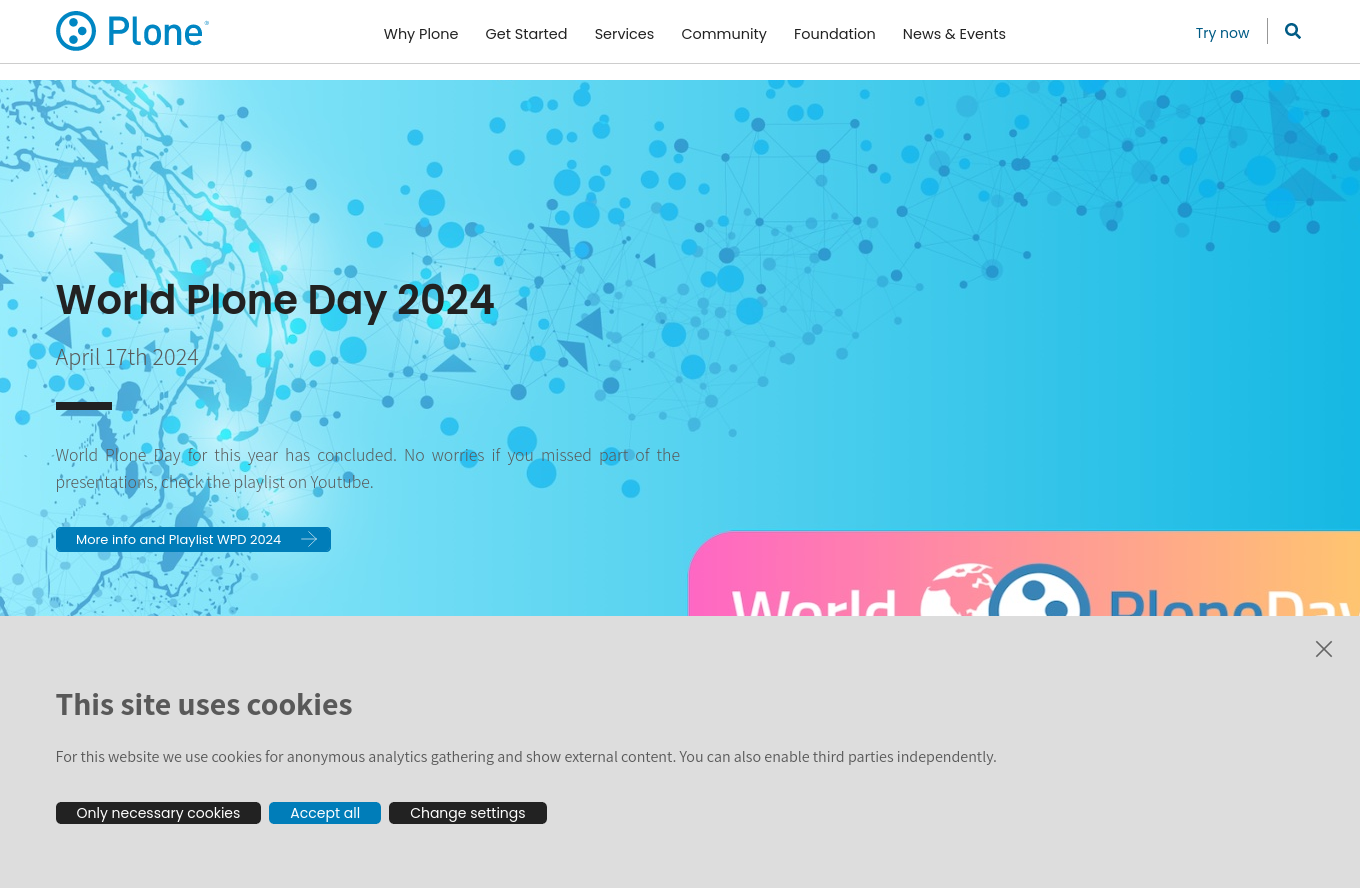 Plone®
Why Plone Get Started Services Community Foundation News & Events
Try now
World Plone Day 2024
April 17th 2024
World Plone Day for this year has concluded. No worries if you missed part of the
presentations, check the playlist on Youtube.
More info and Playlist WPD 2024
World PloneDay
This site uses cookies
For this website we use cookies for anonymous analytics gathering and show external content. You can also enable third parties independently.
Only necessary cookies Accept all Change settings